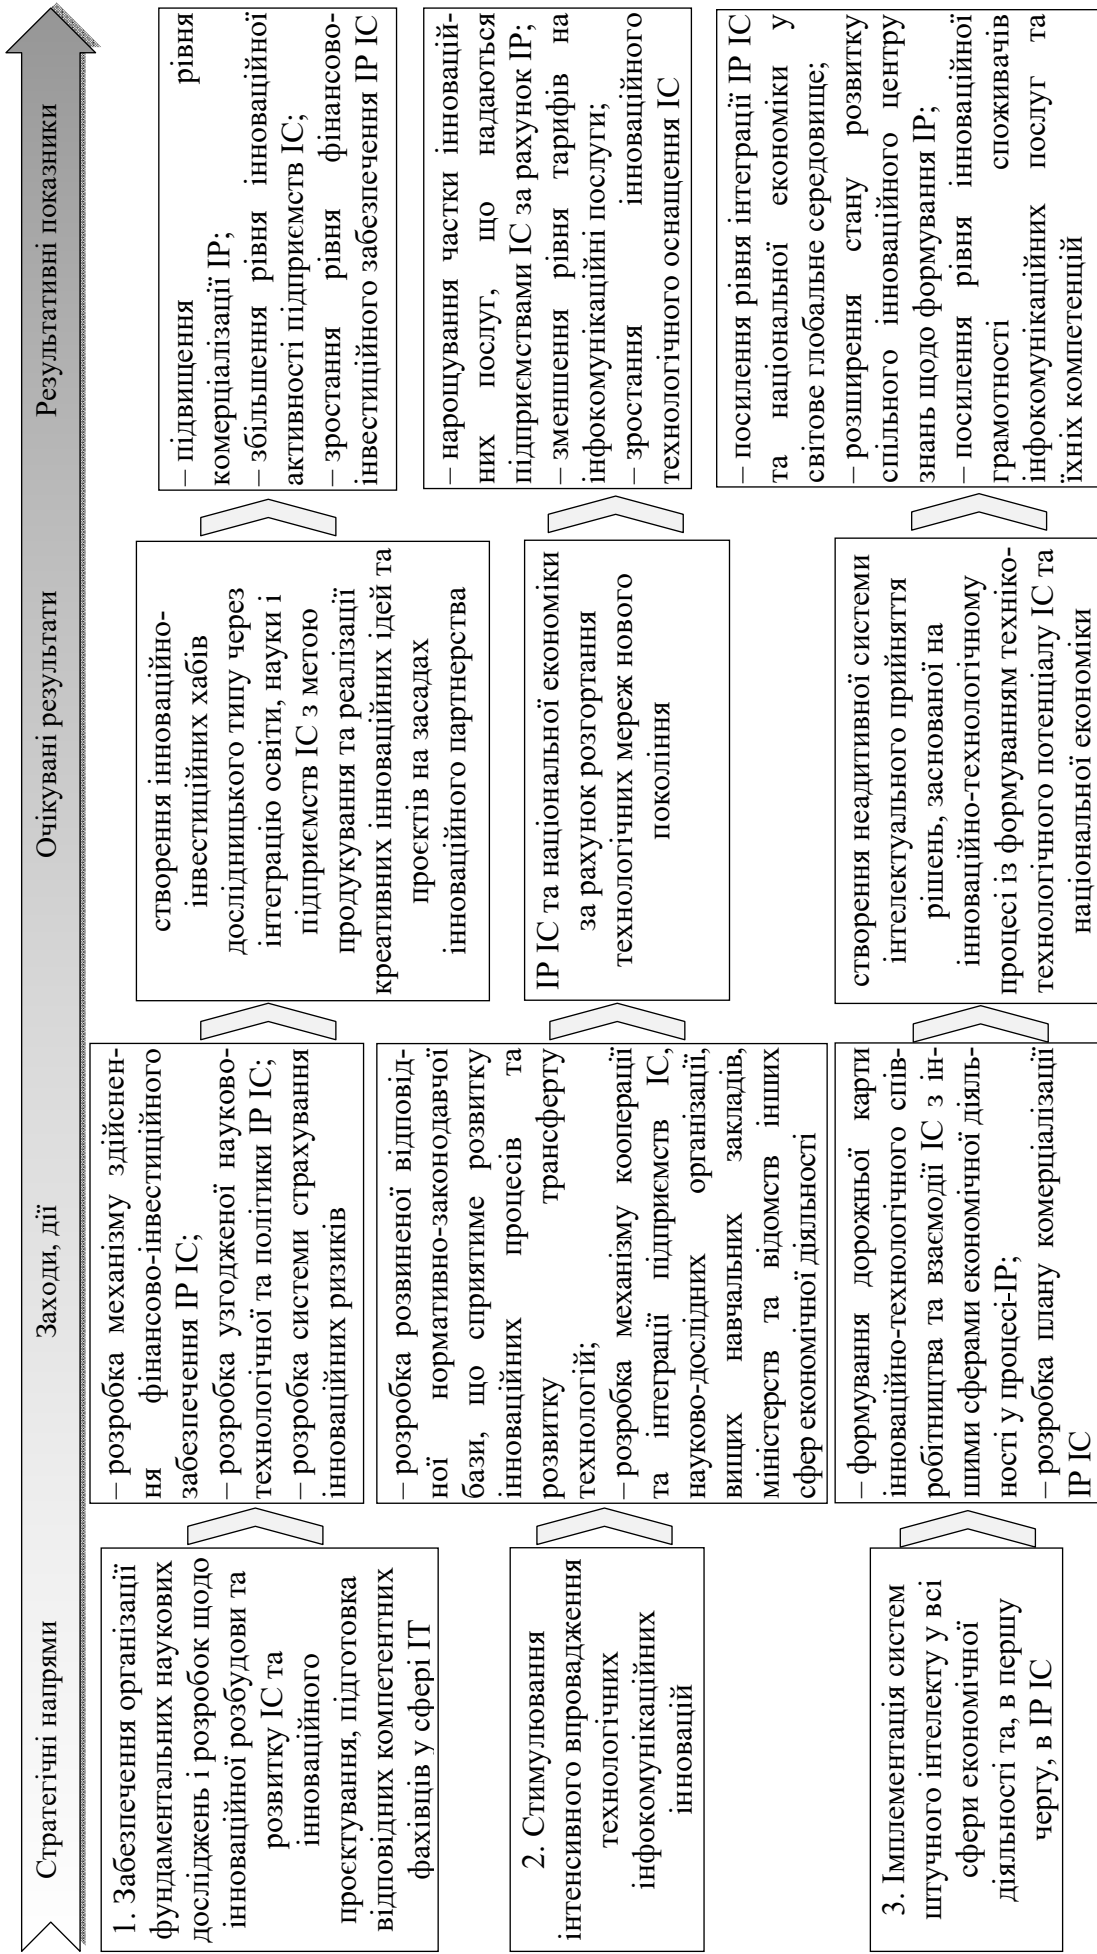 Стратегічні напрями
Заходи, дії
Очікувані результати
Результативні показники
1. Забезпечення організації
фундаментальних наукових
досліджень і розробок щодо
інноваційної розбудови та
розвитку ІС та
інноваційного
проєктування, підготовка
відповідних компетентних
фахівців у сфері ІТ
– розробка механізму здійснен-
ня фінансово-інвестиційного
забезпечення ІР ІС;
– розробка узгодженої науково-
технологічної та політики ІР ІС;
– розробка системи страхування
інноваційних ризиків
створення інноваційно-
інвестиційних хабів
дослідницького типу через
інтеграцію освіти, науки і
підприємств ІС з метою
продукування та реалізації
креативних інноваційних ідей та
проєктів на засадах
інноваційного партнерства
– підвищення рівня
комерціалізації ІР;
– збільшення рівня інноваційної
активності підприємств ІС;
– зростання рівня фінансово-
інвестиційного забезпечення ІР ІС
2. Стимулювання
інтенсивного впровадження
технологічних
інфокомунікаційних
інновацій
– розробка розвиненої відповід-
ної нормативно-законодавчої
бази, що сприятиме розвитку
інноваційних процесів та
розвитку трансферту
технологій;
– розробка механізму кооперації
та інтеграції підприємств ІС,
науково-дослідних організації,
вищих навчальних закладів,
міністерств та відомств інших
сфер економічної діяльності
ІР ІС та національної економіки
за рахунок розгортання
технологічних мереж нового
покоління
– нарощування частки інновацій-
них послуг, що надаються
підприємствами ІС за рахунок ІР;
– зменшення рівня тарифів на
інфокомунікаційні послуги;
– зростання інноваційного
технологічного оснащення ІС
3. Імплементація систем
штучного інтелекту у всі
сфери економічної
діяльності та, в першу
чергу, в ІР ІС
– формування дорожньої карти
інноваційно-технологічного спів-
робітництва та взаємодії ІС з ін-
шими сферами економічної діяль-
ності у процесі-ІР;
– розробка плану комерціалізації
ІР ІС
створення неадитивної системи
інтелектуального прийняття
рішень, заснованої на
інноваційно-технологічному
процесі із формуванням техніко-
технологічного потенціалу ІС та
національної економіки
– посилення рівня інтеграції ІР ІС
та національної економіки у
світове глобальне середовище;
– розширення стану розвитку
спільного інноваційного центру
знань щодо формування ІР;
– посилення рівня інноваційної
грамотності споживачів
інфокомунікаційних послуг та
їхніх компетенцій